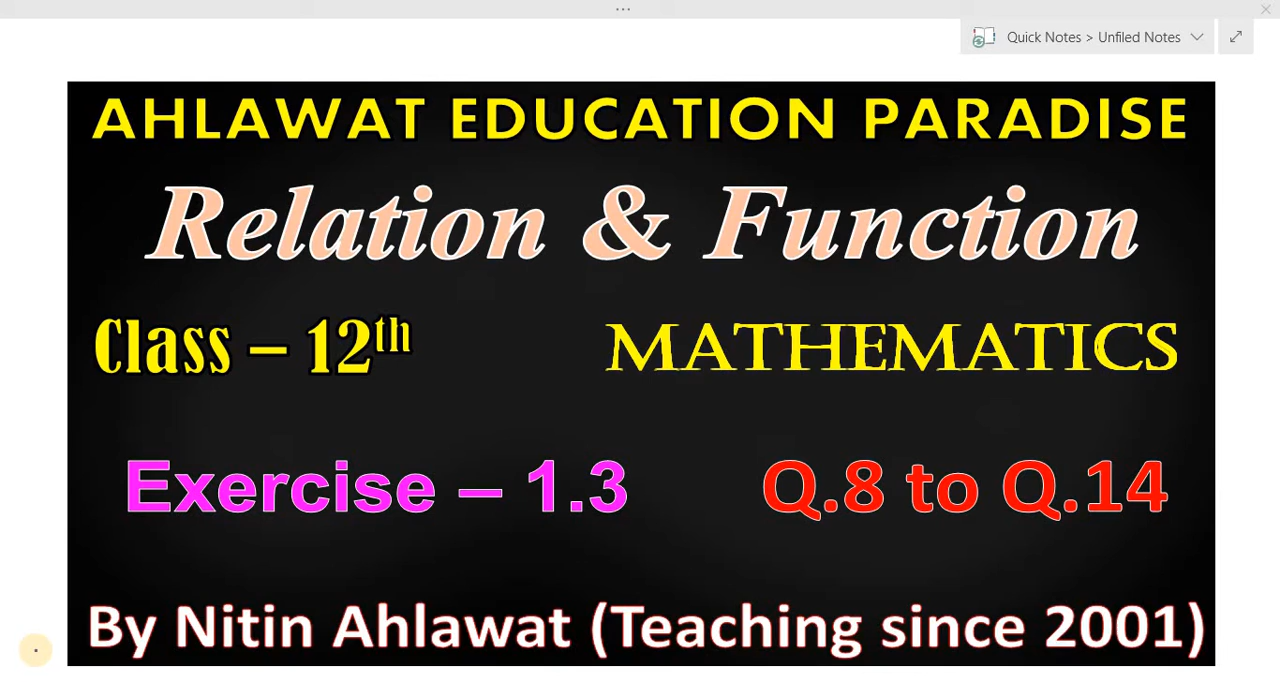 Quick Notes > Unfiled Notes
AHLAWAT EDUCATION PARADISE
Relation & Function
Class – 12th MATHEMATICS
Exercise – 1.3 Q.8 to Q.14
By Nitin Ahlawat (Teaching since 2001)